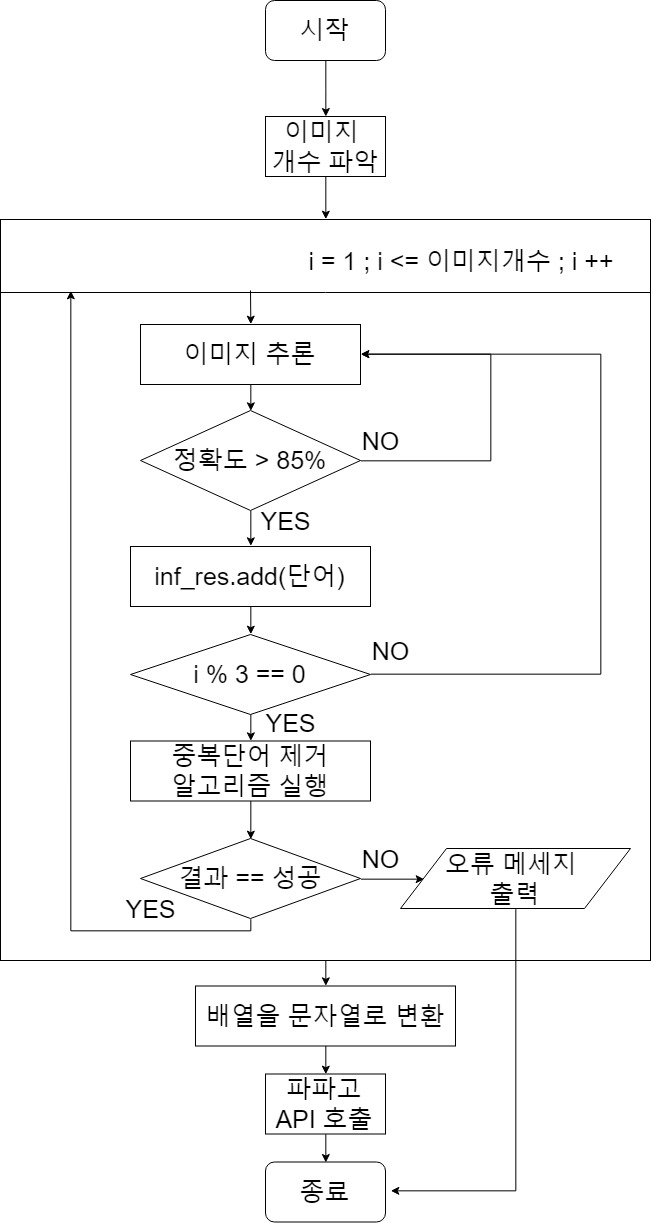 시작
이미지
개수 파악
i = 1 ; i <= 이미지개수 ; i ++
이미지 추론
정확도 > 85%
NO
YES
inf_res.add(단어)
i % 3 == 0
NO
YES
중복단어 제거
알고리즘 실행
결과 == 성공
NO
오류 메세지
출력
YES
배열을 문자열로 변환
파파고
API 호출
종료